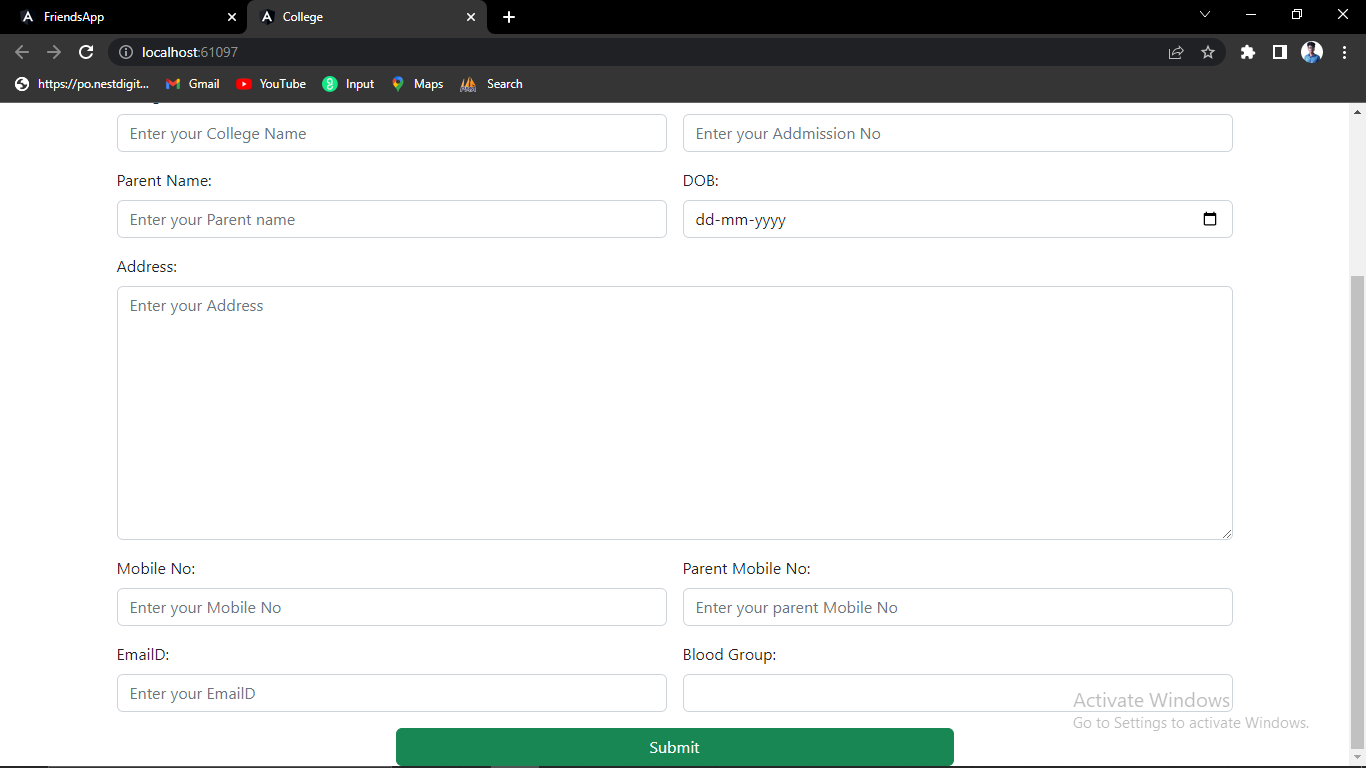 FriendsApp
College
localhost:61097
https://po.nestdigit... Gmail YouTube Input Maps Search
Enter your College Name
Enter your Addmission No
Parent Name:
DOB:
Enter your Parent name
dd-mm-yyyy
Address:
Enter your Address
Mobile No:
Parent Mobile No:
Enter your Mobile No
Enter your parent Mobile No
EmailD:
Blood Group:
Enter your EmailD
Activate Windows
Go to Settings to activate Windows.
Submit